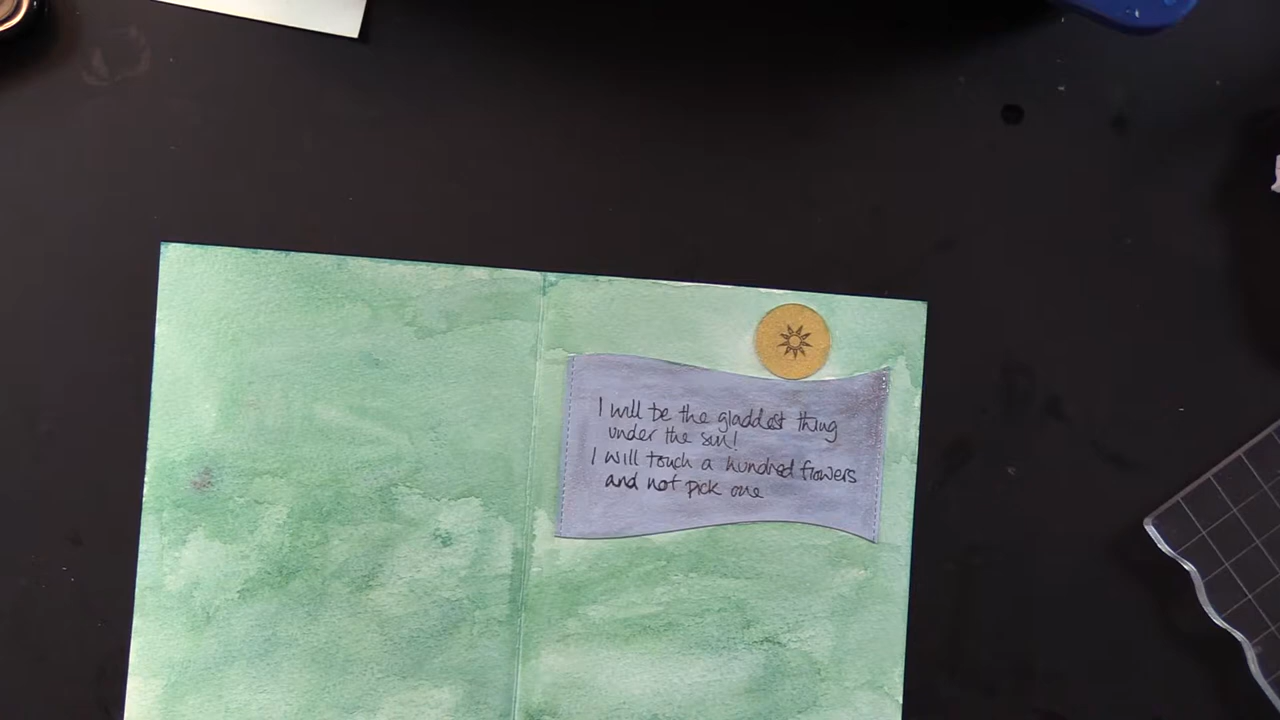 I will be the gladdest thing
under the sun!
I will touch a hundred flowers
and not pick one